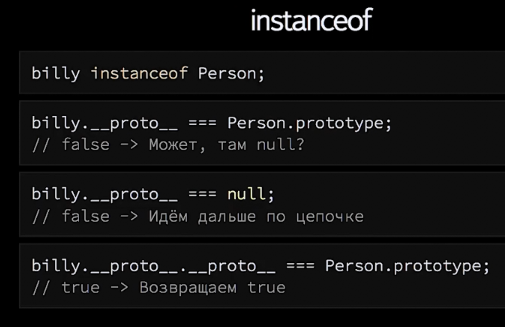 instanceof
billy instanceof Person;
billy.__proto__ === Person.prototype;
// false -> Может, там null?
billy.__proto__ === null;
// false -> Идём дальше по цепочке
billy.__proto__.__proto__ === Person.prototype;
// true -> Возвращаем true